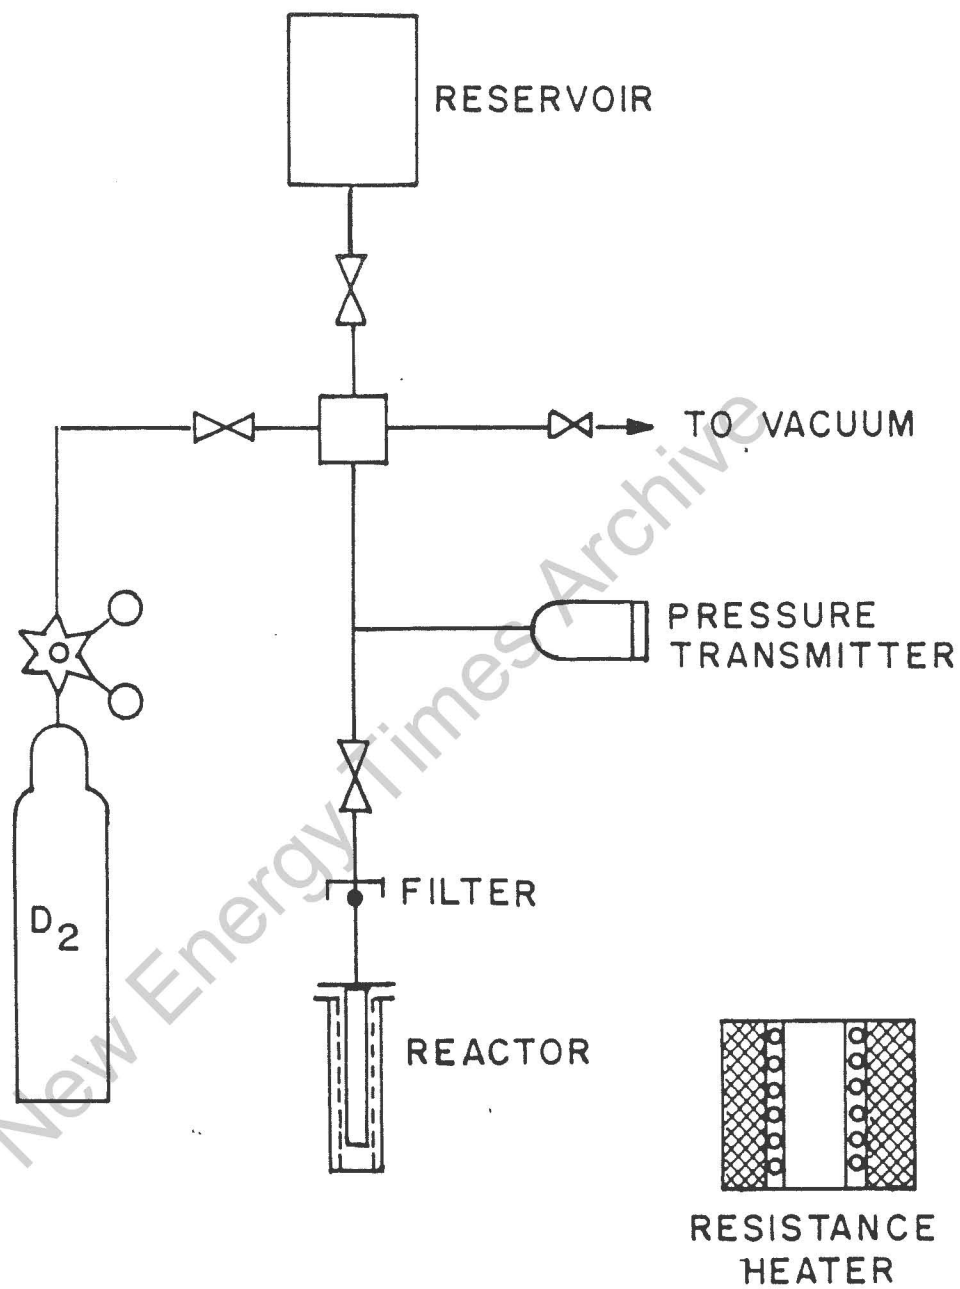 RESERVOIR
TO VACUUM
PRESSURE
TRANSMITTER
FILTER
D2
REACTOR
RESISTANCE
HEATER
New Energy Times Archive